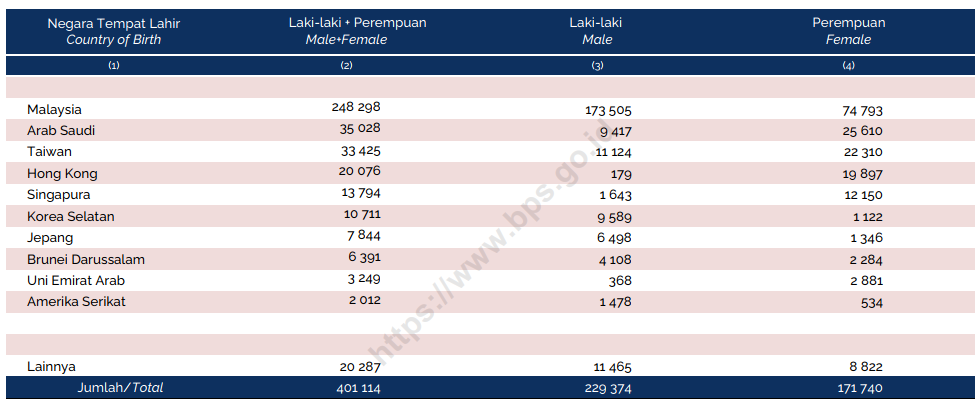 Negara Tempat Lahir Laki-laki + Perempuan Laki-laki Perempuan
Country of Birth Male+Female Male Female
(1) (2) (3) (4)
Malaysia 248 298 173 505 74 793
Arab Saudi 35 028 9 417 25 610
Taiwan 33 425 11 124 22 310
Hong Kong 20 076 179 19 897
Singapura 13 794 1 643 12 150
Korea Selatan 10 711 9 589 1 122
Jepang 7 844 6 498 1 346
Brunei Darussalam 6 391 4 108 2 284
Uni Emirat Arab 3 249 368 2 881
Amerika Serikat 2 012 1 478 534
Lainnya 20 287 11 465 8 822
Jumlah/Total 401 114 229 374 171 740
https://www.bps.go.id